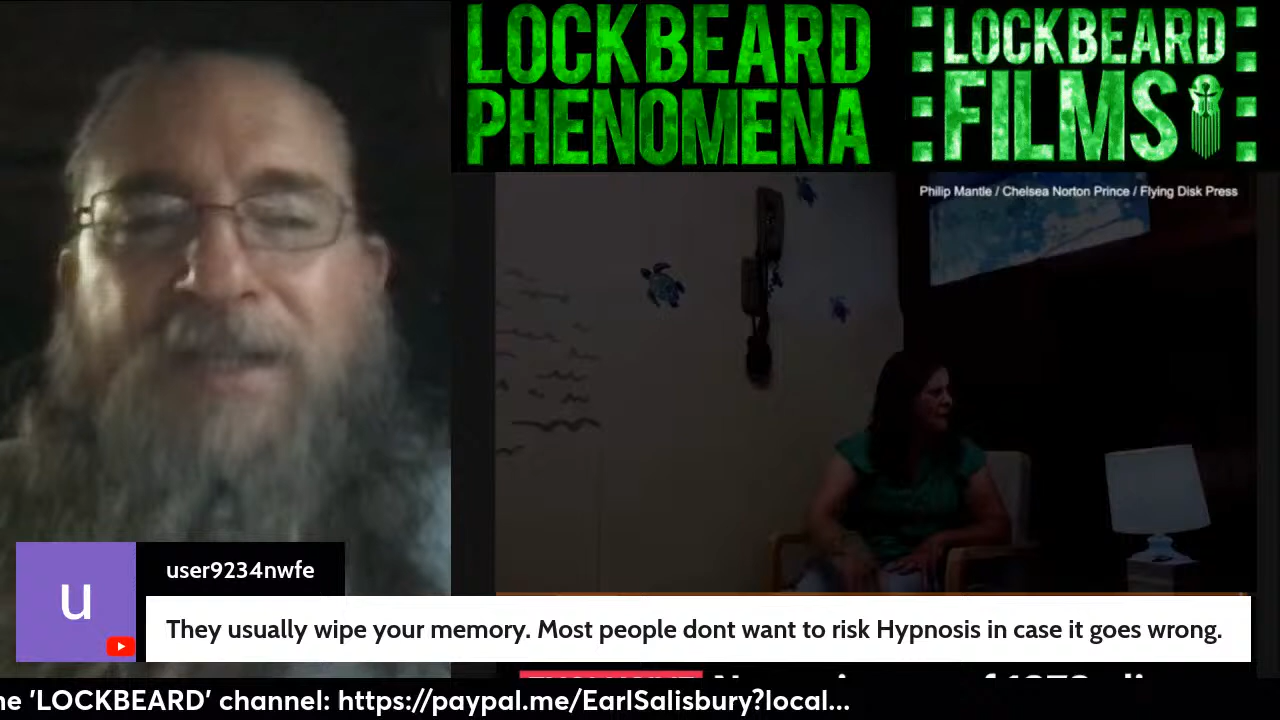 LOCKBEARD
PHENOMENA
LOCKBEARD
FILMS
Philip Mantle / Chelsea Norton Prince / Flying Disk Press
u
user9234nwfe
They usually wipe your memory. Most people dont want to risk Hypnosis in case it goes wrong.
'LOCKBEARD' channel: https://paypal.me/EarlSalisbury?local...